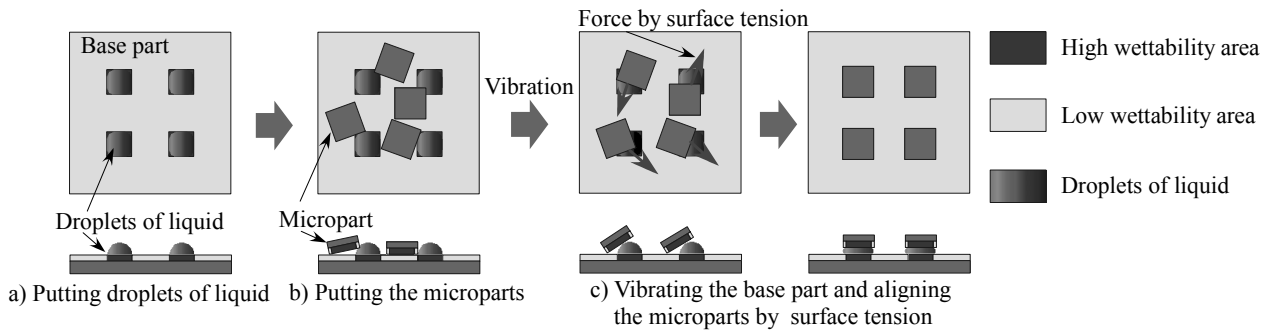 Base part
Droplets of liquid
a) Putting droplets of liquid
Micropart
b) Putting the microparts
Vibration
Force by surface tension
c) Vibrating the base part and aligning
the microparts by surface tension
High wettability area
Low wettability area
Droplets of liquid